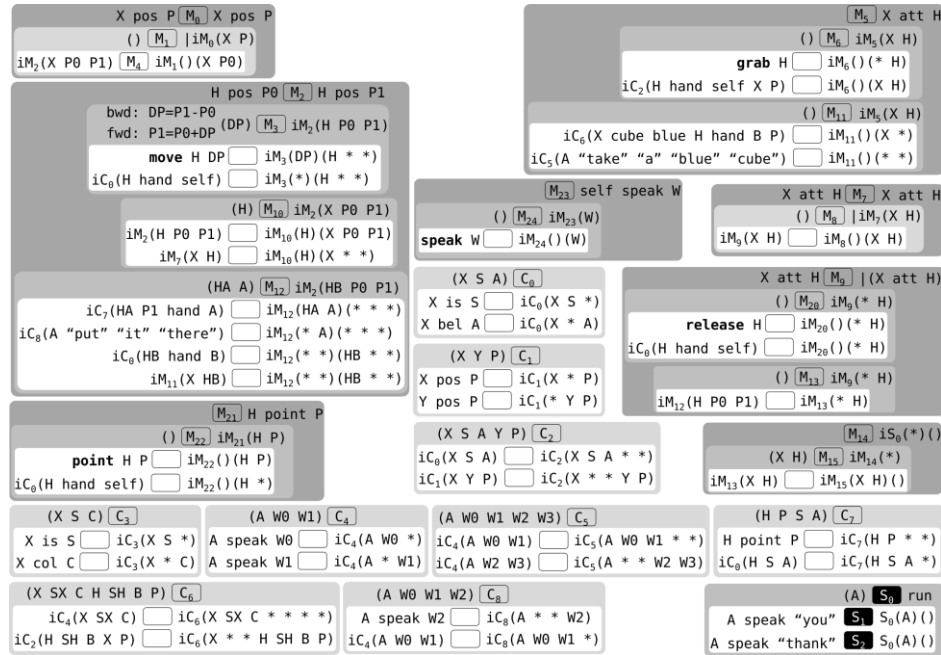 X pos P M₀ X pos P
() M₁ |iM₀(X P)
iM₂(X P0 P1) M₄ iM₁()(X P0)
H pos P0 M₂ H pos P1
bwd: DP=P1-P0
fwd: P1=P0+DP
(DP) M₃ iM₂(H P0 P1)
move H DP iM₃(DP)(H * *)
iC₀(H hand self) iM₃(*)(H * *)
(H) M₁₀ iM₂(X P0 P1)
iM₂(H P0 P1) iM₁₀(H)(X P0 P1)
iM₇(X H) iM₁₀(H)(X * *)
(HA A) M₁₂ iM₂(HB P0 P1)
iC₇(HA P1 hand A) iM₁₂(HA A)(* * *)
iC₈(A “put” “it” “there”) iM₁₂(* A)(* * *)
iC₀(HB hand B) iM₁₂(* *)(HB * *)
iM₁₁(X HB) iM₁₂(* *)(HB * *)
M₂₁ H point P
() M₂₂ iM₂₁(H P)
point H P iM₂₂()(H P)
iC₀(H hand self) iM₂₂()(H *)
M₅ X att H
() M₆ iM₅(X H)
grab H iM₆()(* H)
iC₂(H hand self X P) iM₆()(X H)
() M₁₁ iM₅(X H)
iC₆(X cube blue H hand B P) iM₁₁()(X *)
iC₅(A “take” “a” “blue” “cube”) iM₁₁()(* *)
M₂₃ self speak W
() M₂₄ iM₂₃(W)
speak W iM₂₄()(W)
X att H M₇ X att H
() M₈ |iM₇(X H)
iM₉(X H) iM₈()(X H)
(X S A) C₀
X is S iC₀(X S *)
X bel A iC₀(X * A)
(X Y P) C₁
X pos P iC₁(X * P)
Y pos P iC₁(* Y P)
X att H M₉ |(X att H)
() M₂₀ iM₉(* H)
release H iM₂₀()(* H)
iC₀(H hand self) iM₂₀()(* H)
() M₁₃ iM₉(* H)
iM₁₂(H P0 P1) iM₁₃(* H)
(X S A Y P) C₂
iC₀(X S A) iC₂(X S A * *)
iC₁(X Y P) iC₂(X * * Y P)
M₁₄ iS₀(*)()
(X H) M₁₅ iM₁₄(*)
iM₁₃(X H) iM₁₅(X H)()
(X S C) C₃
X is S iC₃(X S *)
X col C iC₃(X * C)
(A W0 W1) C₄
A speak W0 iC₄(A W0 *)
A speak W1 iC₄(A * W1)
(A W0 W1 W2 W3) C₅
iC₄(A W0 W1) iC₅(A W0 W1 * *)
iC₄(A W2 W3) iC₅(A * * W2 W3)
(H P S A) C₇
H point P iC₇(H P * *)
iC₀(H S A) iC₇(H * S A)
(X SX C H SH B P) C₆
iC₄(X SX C) iC₆(X SX C * * * *)
iC₂(H SH B X P) iC₆(X * * H SH B P)
(A W0 W1 W2) C₈
A speak W2 iC₈(A * * W2)
iC₄(A W0 W1) iC₈(A W0 W1 *)
(A) S₀ run
A speak “you” S₁ S₀(A)()
A speak “thank” S₂ S₀(A)()